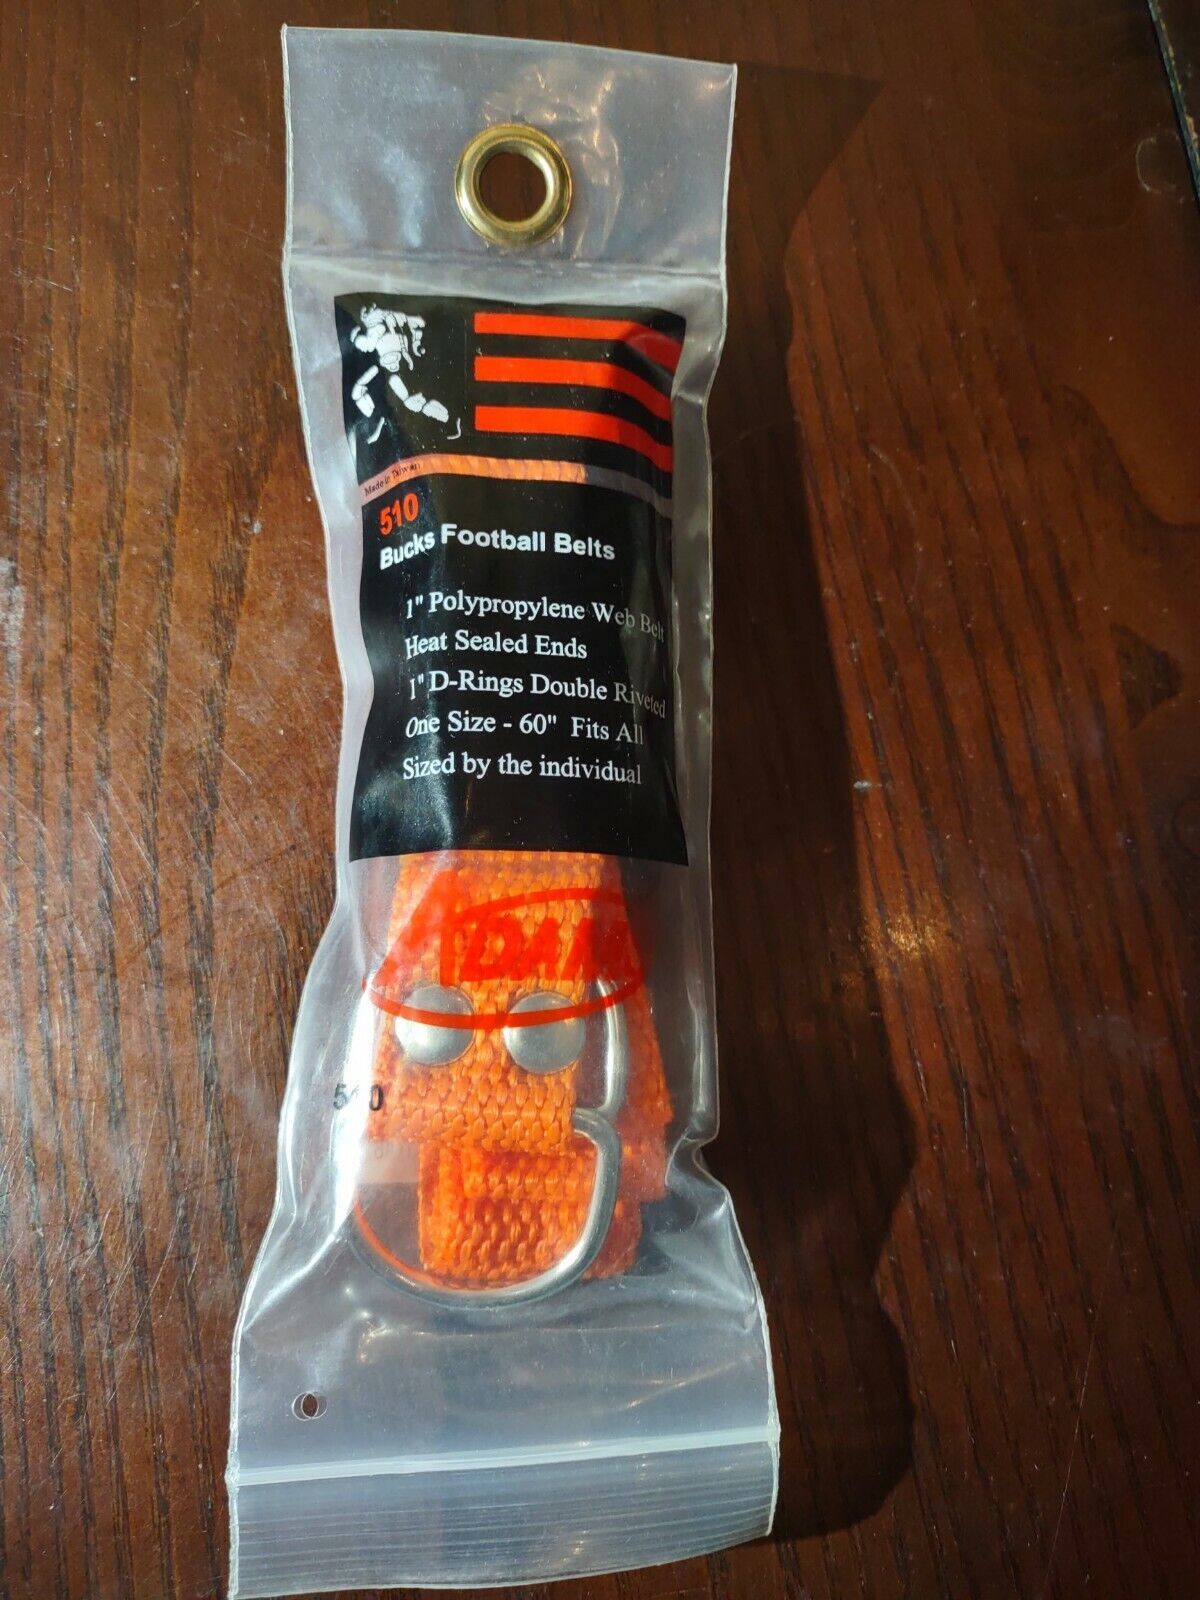 Made in Taiwan
510
Bucks Football Belts
1" Polypropylene Web Belt
Heat Sealed Ends
1" D-Rings Double Riveted
One Size - 60" Fits All
Sized by the individual
ADAMS
510